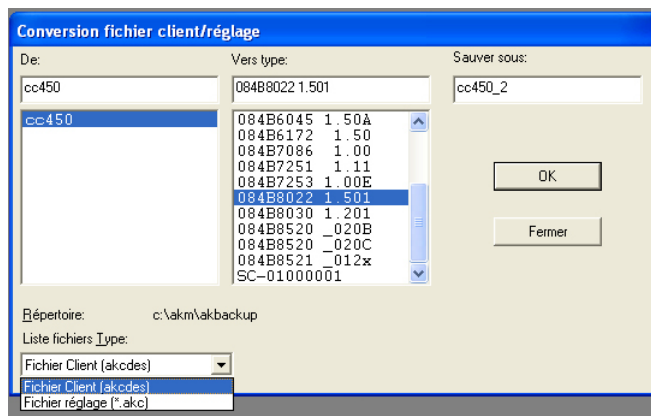 Conversion fichier client/réglage
De:
Vers type:
Sauver sous:
cc450
084B8022 1.501
cc450_2
cc450
084B6045 1.50A
084B6172 1.50
084B7086 1.00
084B7251 1.11
084B7253 1.00E
084B8022 1.501
084B8030 1.201
084B8520 _020B
084B8520 _020C
084B8521 _012x
SC-01000001
OK
Fermer
Répertoire: c:\akm\akbackup
Liste fichiers Type:
Fichier Client (akcdes)
Fichier Client (akcdes)
Fichier réglage (*.akc)